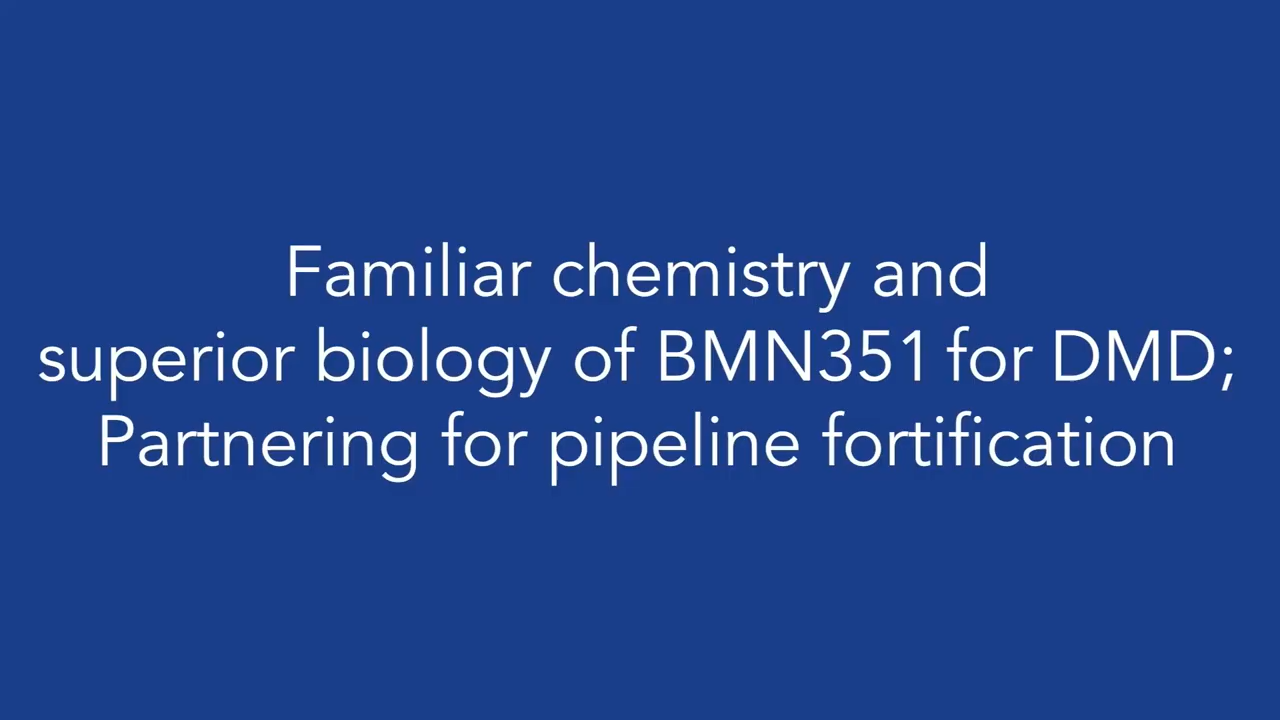 Familiar chemistry and
superior biology of BMN351 for DMD;
Partnering for pipeline fortification